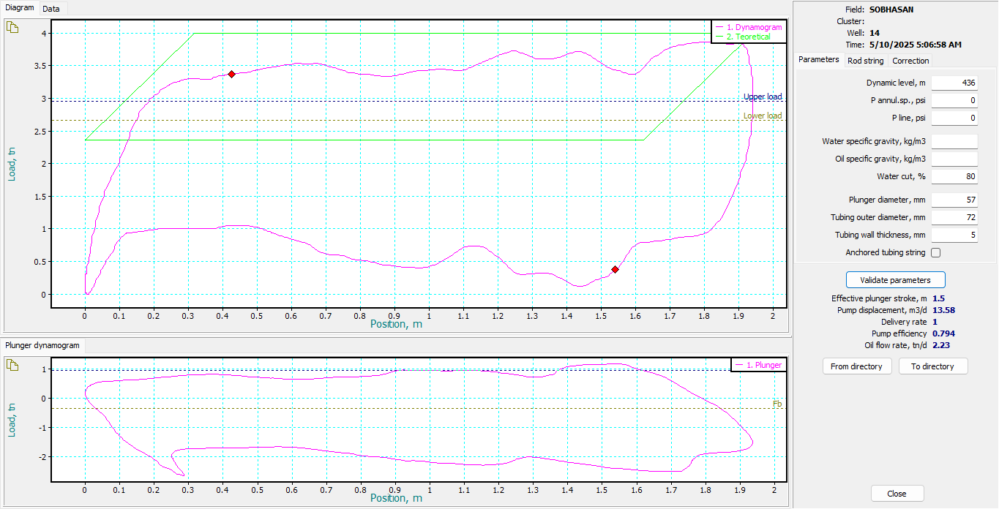 Diagram Data
4
3.5
3
2.5
2
1.5
1
0.5
0
Load, tn
1. Dynamogram
2. Teoretical
Upper load
Lower load
0 0.1 0.2 0.3 0.4 0.5 0.6 0.7 0.8 0.9 1 1.1 1.2 1.3 1.4 1.5 1.6 1.7 1.8 1.9 2
Position, m
Plunger dynamogram
1
0
-1
-2
Load, tn
1. Plunger
Fb
0 0.1 0.2 0.3 0.4 0.5 0.6 0.7 0.8 0.9 1 1.1 1.2 1.3 1.4 1.5 1.6 1.7 1.8 1.9 2
Position, m
Field: SOBHASAN
Cluster:
Well: 14
Time: 5/10/2025 5:06:58 AM
Parameters Rod string Correction
Dynamic level, m 436
P annul.sp., psi 0
P line, psi 0
Water specific gravity, kg/m3
Oil specific gravity, kg/m3
Water cut, % 80
Plunger diameter, mm 57
Tubing outer diameter, mm 72
Tubing wall thickness, mm 5
Anchored tubing string
Validate parameters
Effective plunger stroke, m 1.5
Pump displacement, m3/d 13.58
Delivery rate 1
Pump efficiency 0.794
Oil flow rate, tn/d 2.23
From directory To directory
Close